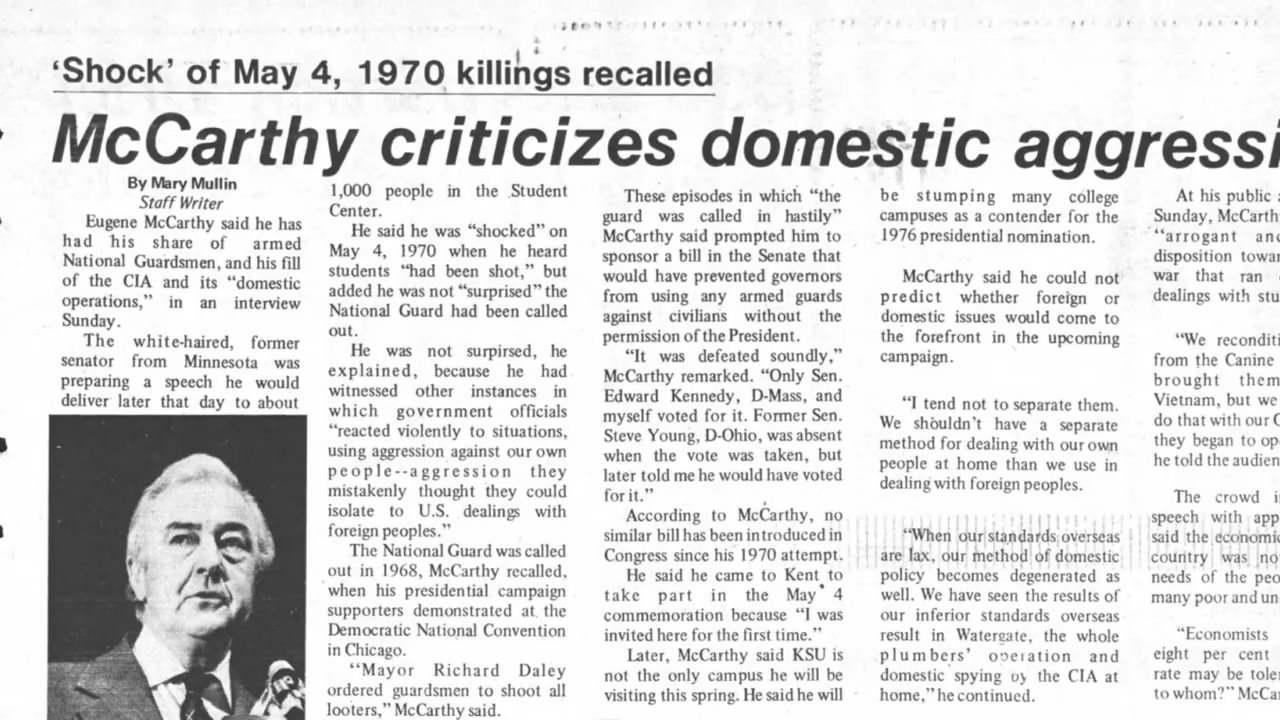 'Shock' of May 4, 1970 killings recalled
McCarthy criticizes domestic aggressi
By Mary Mullin
Staff Writer
Eugene McCarthy said he has
had his share of armed
National Guardsmen, and his fill
of the CIA and its "domestic
operations," in an interview
Sunday.
The white-haired, former
senator from Minnesota was
preparing a speech he would
deliver later that day to about
1,000 people in the Student
Center.
He said he was "shocked" on
May 4, 1970 when he heard
students "had been shot," but
added he was not "surprised" the
National Guard had been called
out.
He was not surpirsed, he
explained, because he had
witnessed other instances in
which government officials
"reacted violently to situations,
using aggression against our own
people--aggression they
mistakenly thought they could
isolate to U.S. dealings with
foreign peoples."
The National Guard was called
out in 1968, McCarthy recalled,
when his presidential campaign
supporters demonstrated at the
Democratic National Convention
in Chicago.
"Mayor Richard Daley
ordered guardsmen to shoot all
looters," McCarthy said.
These episodes in which "the
guard was called in hastily"
McCarthy said prompted him to
sponsor a bill in the Senate that
would have prevented governors
from using any armed guards
against civilians without the
permission of the President.
"It was defeated soundly,"
McCarthy remarked. "Only Sen.
Edward Kennedy, D-Mass, and
myself voted for it. Former Sen.
Steve Young, D-Ohio, was absent
when the vote was taken, but
later told me he would have voted
for it."
According to McCarthy, no
similar bill has been introduced in
Congress since his 1970 attempt.
He said he came to Kent to
take part in the May 4
commemoration because "I was
invited here for the first time."
Later, McCarthy said KSU is
not the only campus he will be
visiting this spring. He said he will
be stumping many college
campuses as a contender for the
1976 presidential nomination.
McCarthy said he could not
predict whether foreign or
domestic issues would come to
the forefront in the upcoming
campaign.
"I tend not to separate them.
We shouldn't have a separate
method for dealing with our own
people at home than we use in
dealing with foreign peoples.
"When our standards overseas
are lax, our method of domestic
policy becomes degenerated as
well. We have seen the results of
our inferior standards overseas
result in Watergate, the whole
plumbers' operation and
domestic spying by the CIA at
home," he continued.
At his public
Sunday, McCarth
"arrogant and
disposition towar
war that ran
dealings with stu
"We reconditi
from the Canine
brought them
Vietnam, but we
do that with our C
they began to op
he told the audien
The crowd i
speech with app
said the economic
country was no
needs of the peo
many poor and un
"Economists
eight per cent
rate may be toler
to whom?" McCar